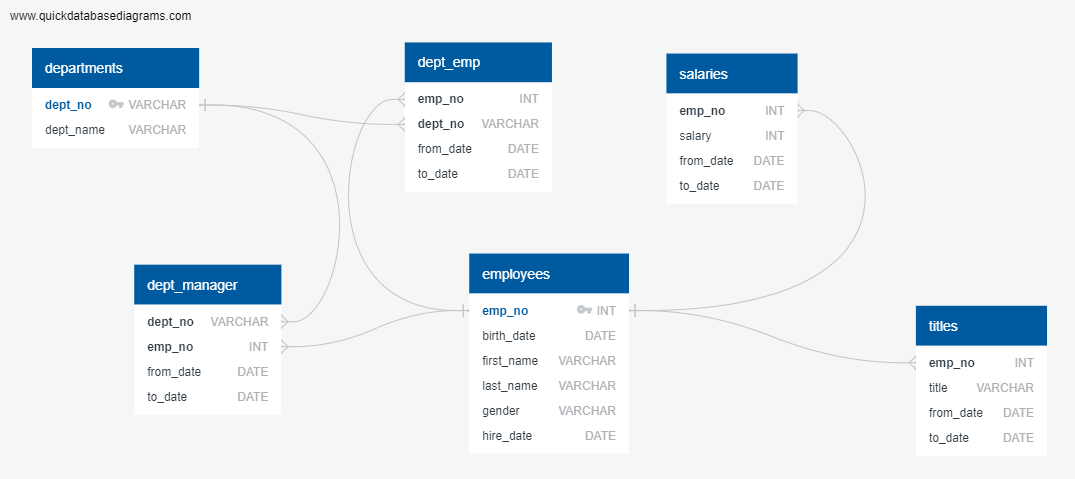 www.quickdatabasediagrams.com
departments
dept_no VARCHAR
dept_name VARCHAR
dept_emp
emp_no INT
dept_no VARCHAR
from_date DATE
to_date DATE
salaries
emp_no INT
salary INT
from_date DATE
to_date DATE
dept_manager
dept_no VARCHAR
emp_no INT
from_date DATE
to_date DATE
employees
emp_no INT
birth_date DATE
first_name VARCHAR
last_name VARCHAR
gender VARCHAR
hire_date DATE
titles
emp_no INT
title VARCHAR
from_date DATE
to_date DATE